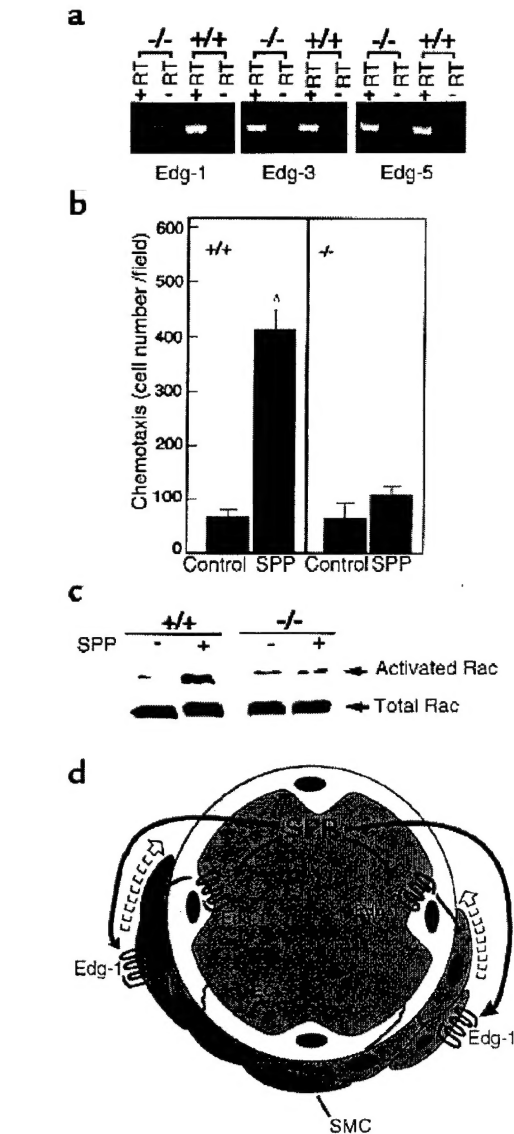 a
-/- +/+ -/- +/+ -/- +/+
+RT -RT +RT -RT +RT -RT +RT -RT +RT -RT +RT -RT
Edg-1 Edg-3 Edg-5
b
Chemotaxis (cell number /field)
600
500
400
300
200
100
0
+/+ -/-
Control SPP Control SPP
c
+/+ -/-
SPP - + - +
Activated Rac
Total Rac
d
SPP
Edg-1
Edg-1
SMC